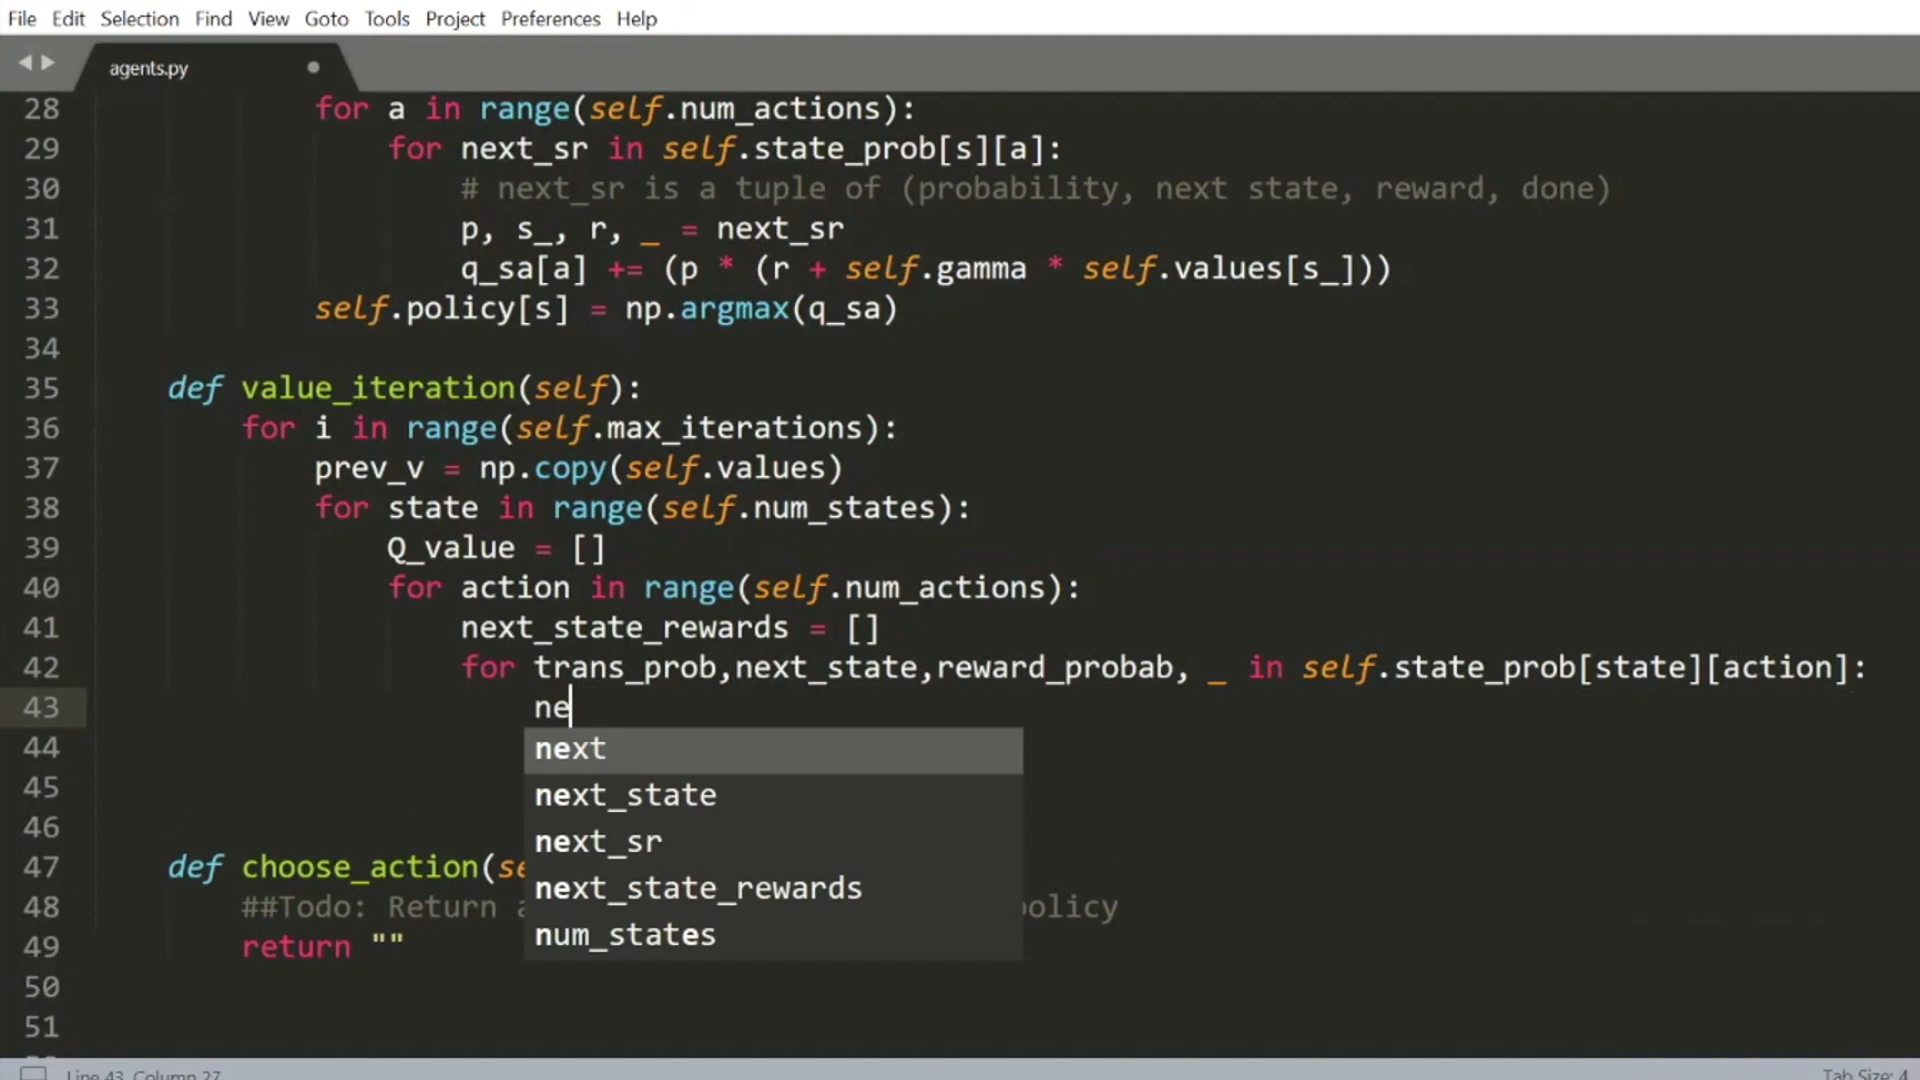 File Edit Selection Find View Goto Tools Project Preferences Help
agents.py
28 for a in range(self.num_actions):
29 for next_sr in self.state_prob[s][a]:
30 # next_sr is a tuple of (probability, next state, reward, done)
31 p, s_, r, _ = next_sr
32 q_sa[a] += (p * (r + self.gamma * self.values[s_]))
33 self.policy[s] = np.argmax(q_sa)
34
35 def value_iteration(self):
36 for i in range(self.max_iterations):
37 prev_v = np.copy(self.values)
38 for state in range(self.num_states):
39 Q_value = []
40 for action in range(self.num_actions):
41 next_state_rewards = []
42 for trans_prob,next_state,reward_probab, _ in self.state_prob[state][action]:
43 ne
44 next
45 next_state
46 next_sr
47 def choose_action(se
next_state_rewards
48 ##Todo: Return a policy
49 return ""
num_states
50
51
Line 43, Column 27
Tab Size: 4